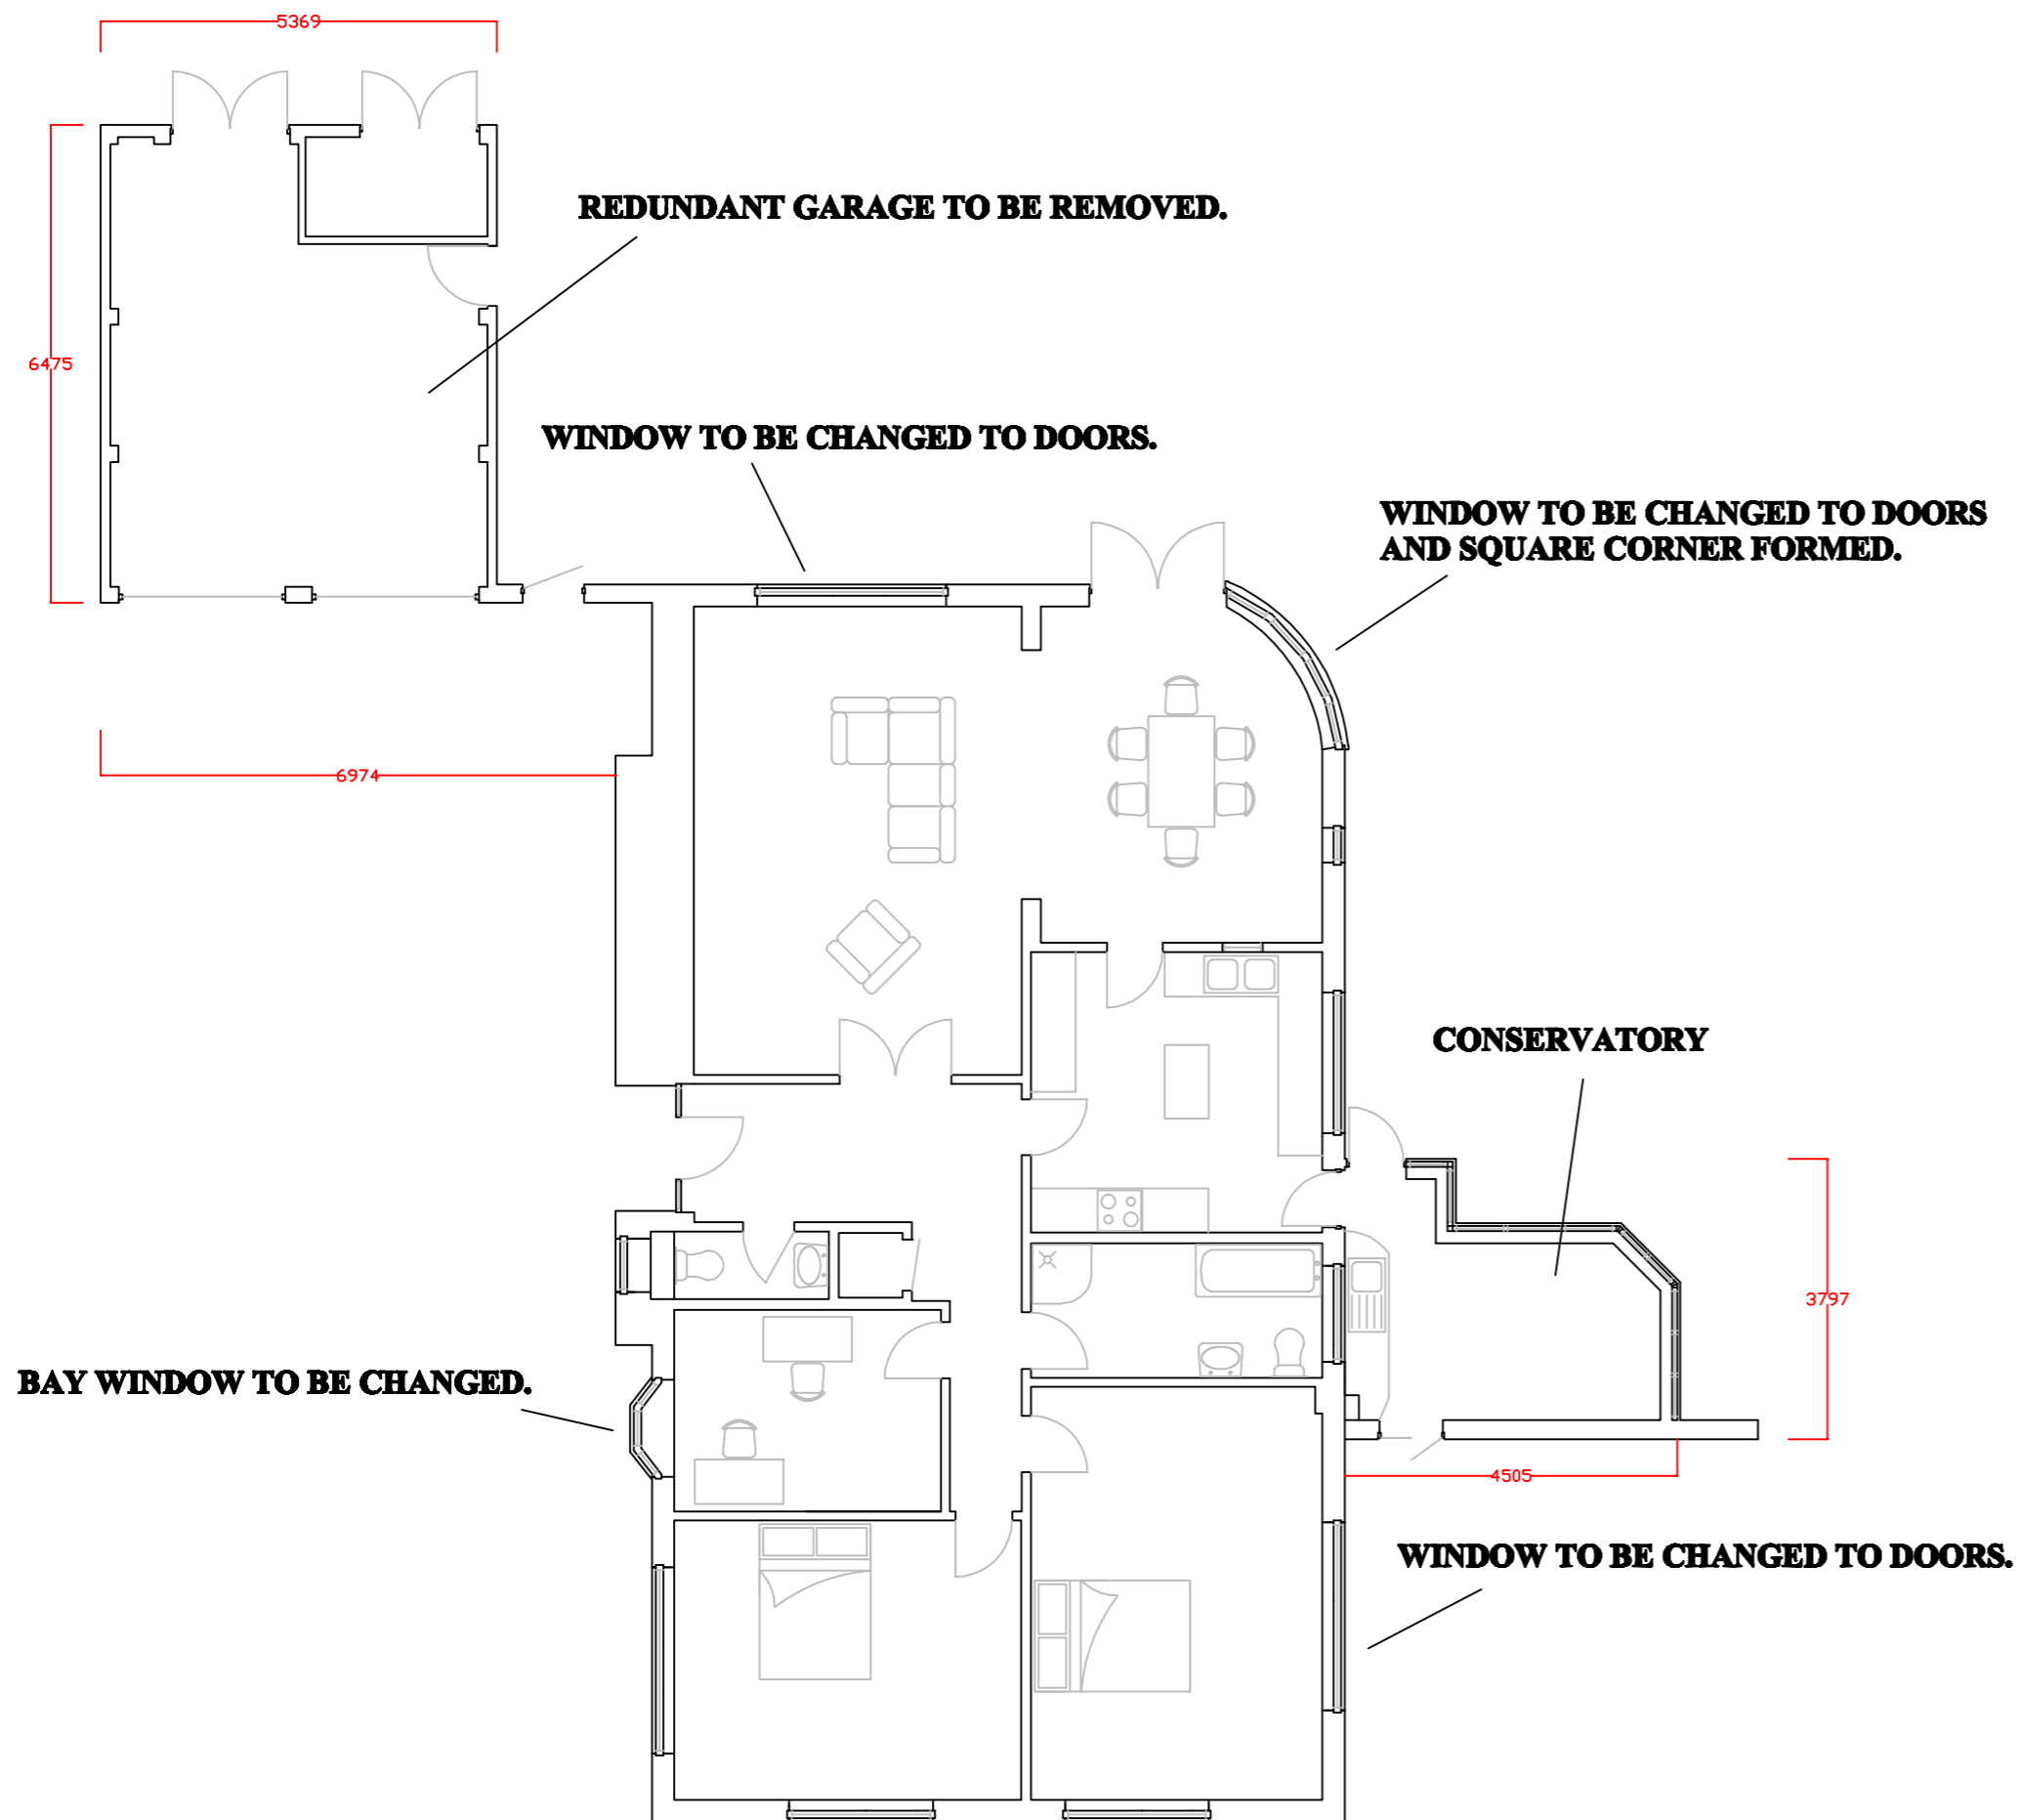 5369
REDUNDANT GARAGE TO BE REMOVED.
6475
WINDOW TO BE CHANGED TO DOORS.
WINDOW TO BE CHANGED TO DOORS
AND SQUARE CORNER FORMED.
6974
CONSERVATORY
3797
BAY WINDOW TO BE CHANGED.
4505
WINDOW TO BE CHANGED TO DOORS.